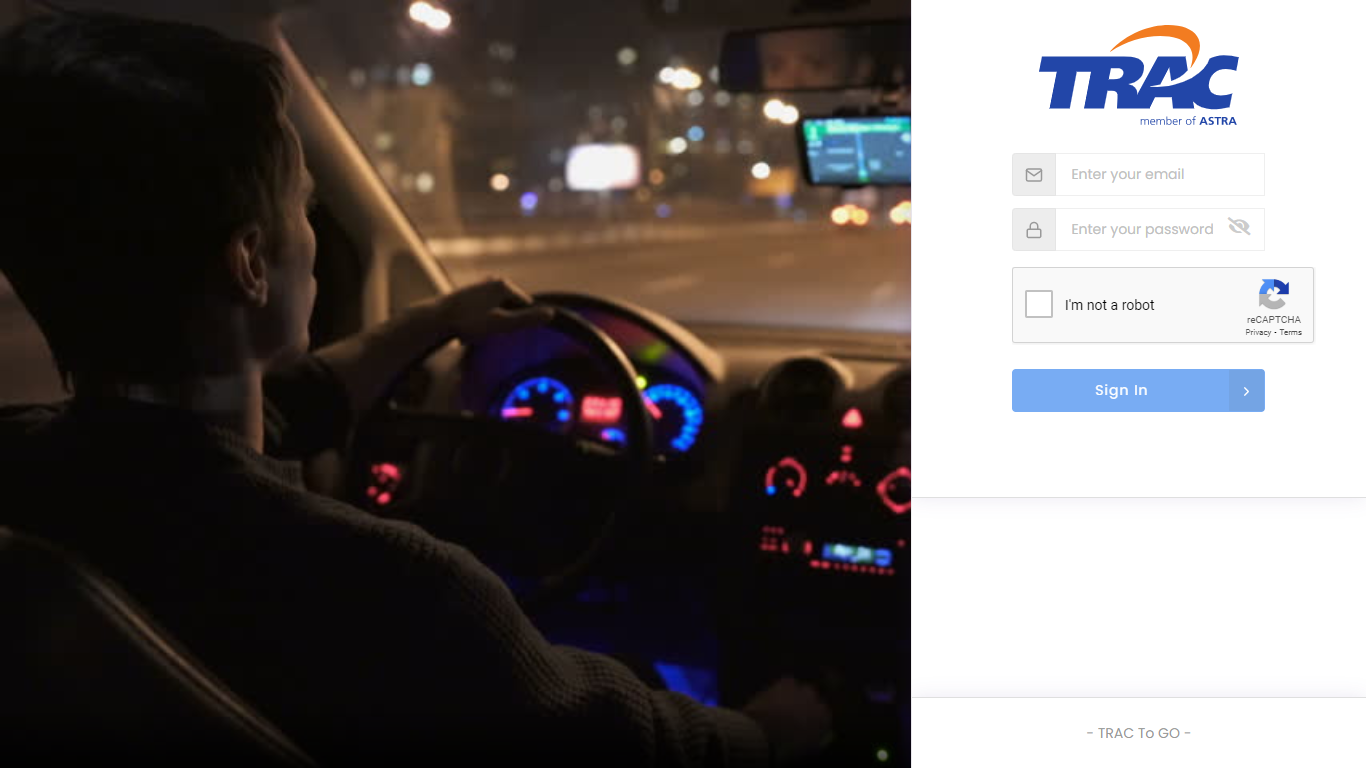 TRAC
member of ASTRA
Enter your email
Enter your password
I'm not a robot
reCAPTCHA
Privacy - Terms
Sign In
- TRAC To GO -